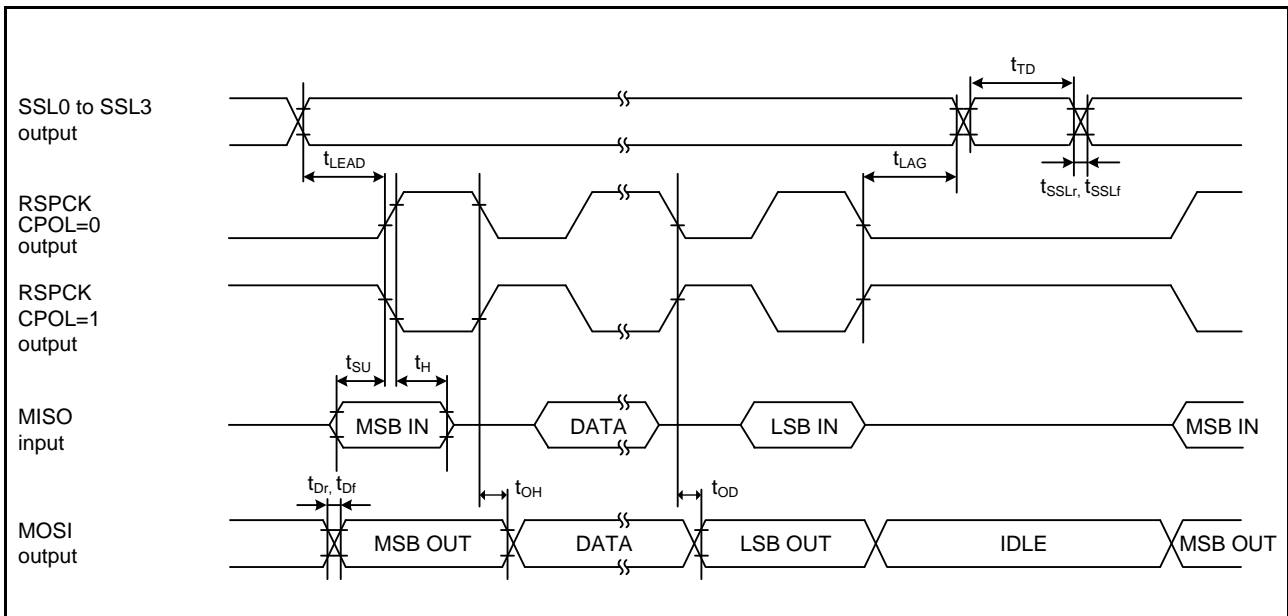 tTD
SSL0 to SSL3
output
tLEAD
tLAG
tSSLr, tSSLf
RSPCK
CPOL=0
output
RSPCK
CPOL=1
output
tSU
tH
MISO
input
MSB IN
DATA
LSB IN
MSB IN
tDr, tDf
tOH
tOD
MOSI
output
MSB OUT
DATA
LSB OUT
IDLE
MSB OUT